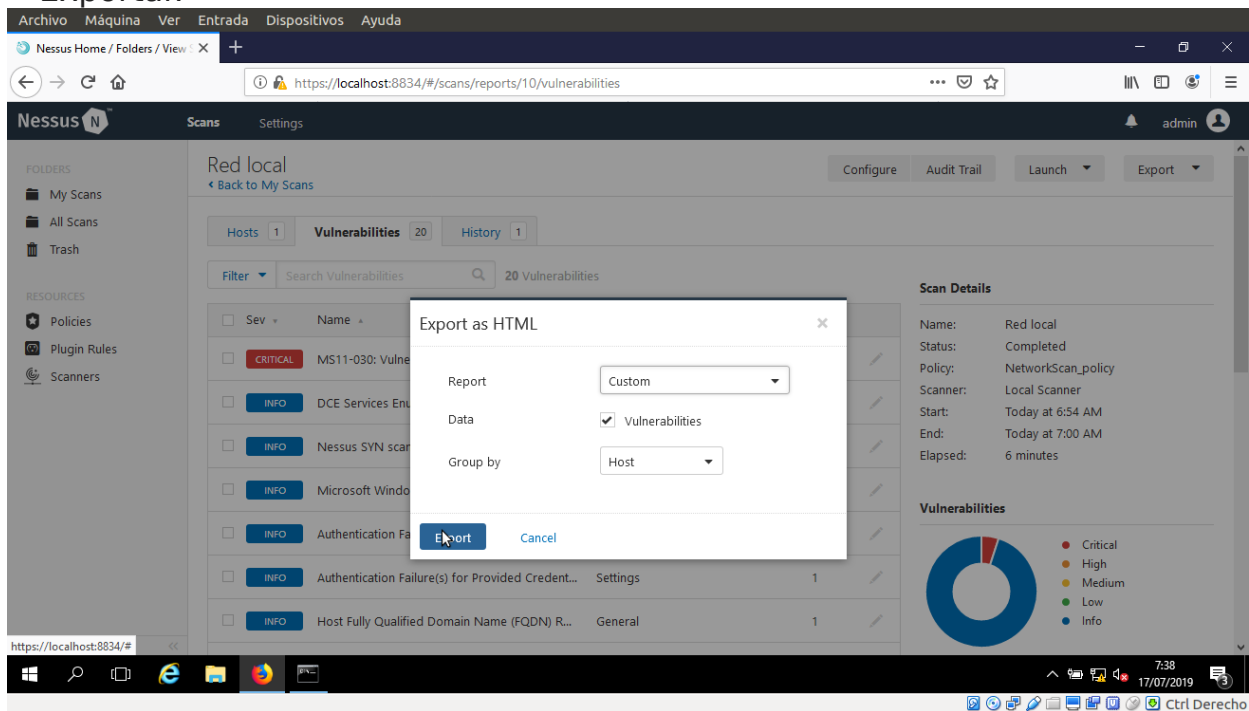 Exportar.
Archivo Máquina Ver Entrada Dispositivos Ayuda
Nessus Home / Folders / View S
https://localhost:8834/#/scans/reports/10/vulnerabilities
Nessus N Scans Settings admin
FOLDERS
My Scans
All Scans
Trash
RESOURCES
Policies
Plugin Rules
Scanners
Red local
Back to My Scans
Configure Audit Trail Launch Export
Hosts 1 Vulnerabilities 20 History 1
Filter Search Vulnerabilities 20 Vulnerabilities
Sev Name
CRITICAL MS11-030: Vulne
INFO DCE Services Enu
INFO Nessus SYN scan
INFO Microsoft Windo
INFO Authentication Fa
INFO Authentication Failure(s) for Provided Credent... Settings 1
INFO Host Fully Qualified Domain Name (FQDN) R... General 1
Export as HTML
Report Custom
Data Vulnerabilities
Group by Host
Export Cancel
Scan Details
Name: Red local
Status: Completed
Policy: NetworkScan_policy
Scanner: Local Scanner
Start: Today at 6:54 AM
End: Today at 7:00 AM
Elapsed: 6 minutes
Vulnerabilities
Critical
High
Medium
Low
Info
https://localhost:8834/#
7:38
17/07/2019
3
Ctrl Derecho